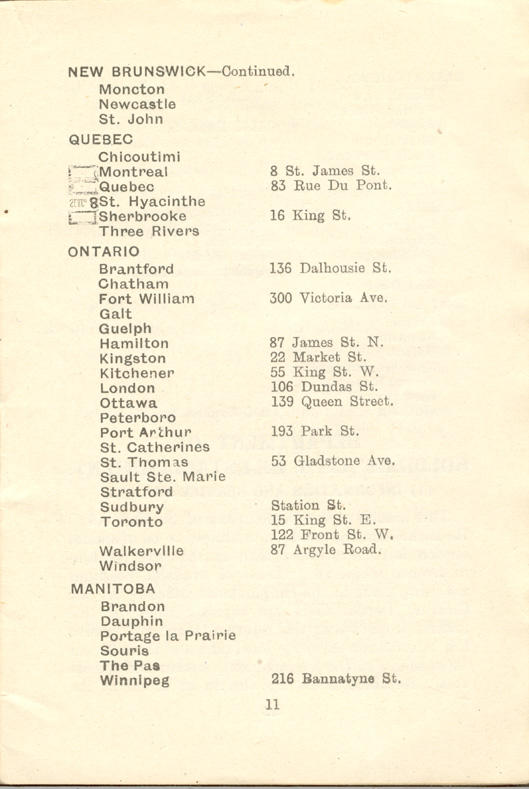 NEW BRUNSWICK—Continued.
Moncton
Newcastle
St. John
QUEBEC
Chicoutimi
Montreal 8 St. James St.
Quebec 83 Rue Du Pont.
St. Hyacinthe
Sherbrooke 16 King St.
Three Rivers
ONTARIO
Brantford 136 Dalhousie St.
Chatham
Fort William 300 Victoria Ave.
Galt
Guelph
Hamilton 87 James St. N.
Kingston 22 Market St.
Kitchener 55 King St. W.
London 106 Dundas St.
Ottawa 139 Queen Street.
Peterboro
Port Arthur 193 Park St.
St. Catherines
St. Thomas 53 Gladstone Ave.
Sault Ste. Marie
Stratford
Sudbury Station St.
Toronto 15 King St. E.
122 Front St. W.
Walkerville 87 Argyle Road.
Windsor
MANITOBA
Brandon
Dauphin
Portage la Prairie
Souris
The Pas
Winnipeg 216 Bannatyne St.
11